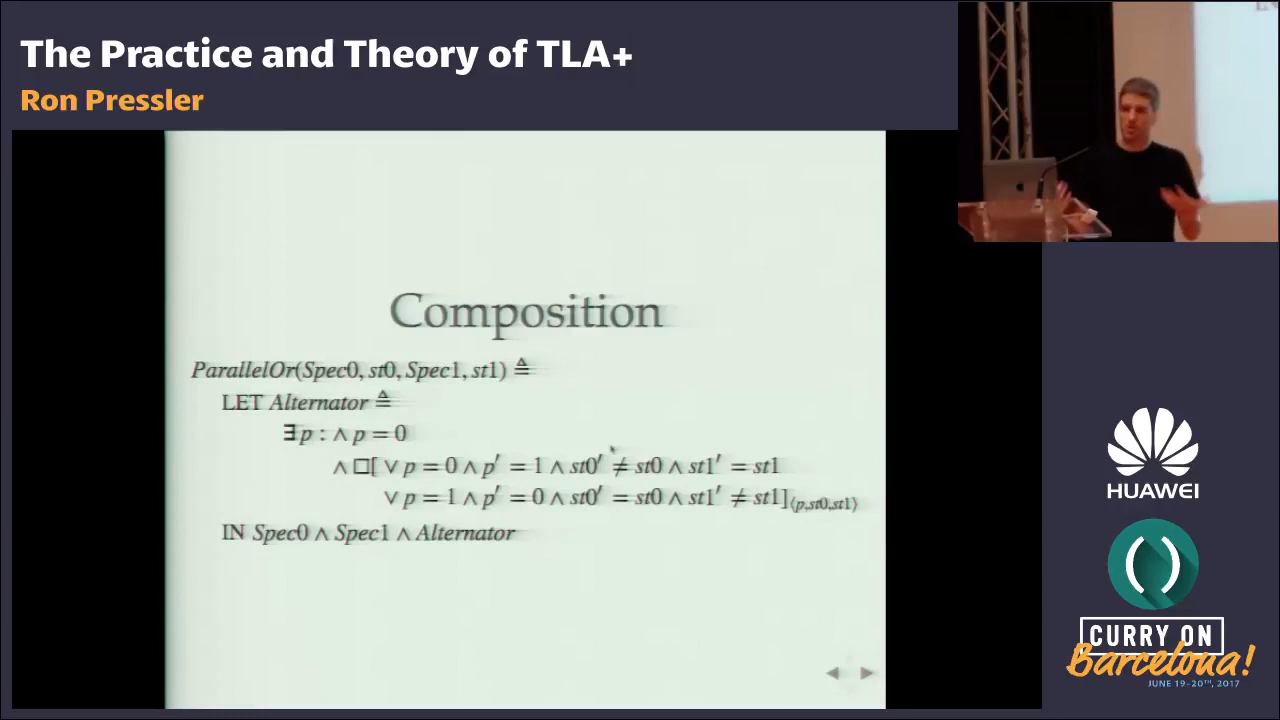 The Practice and Theory of TLA+
Ron Pressler
Composition
ParallelOr(Spec0, st0, Spec1, st1) ≜
LET Alternator ≜
∃ p : ∧ p = 0
∧ □[ ∨ p = 0 ∧ p′ = 1 ∧ st0′ ≠ st0 ∧ st1′ = st1
∨ p = 1 ∧ p′ = 0 ∧ st0′ = st0 ∧ st1′ ≠ st1]⟨p,st0,st1⟩
IN Spec0 ∧ Spec1 ∧ Alternator
HUAWEI
CURRY ON
Barcelona!
JUNE 19-20TH, 2017